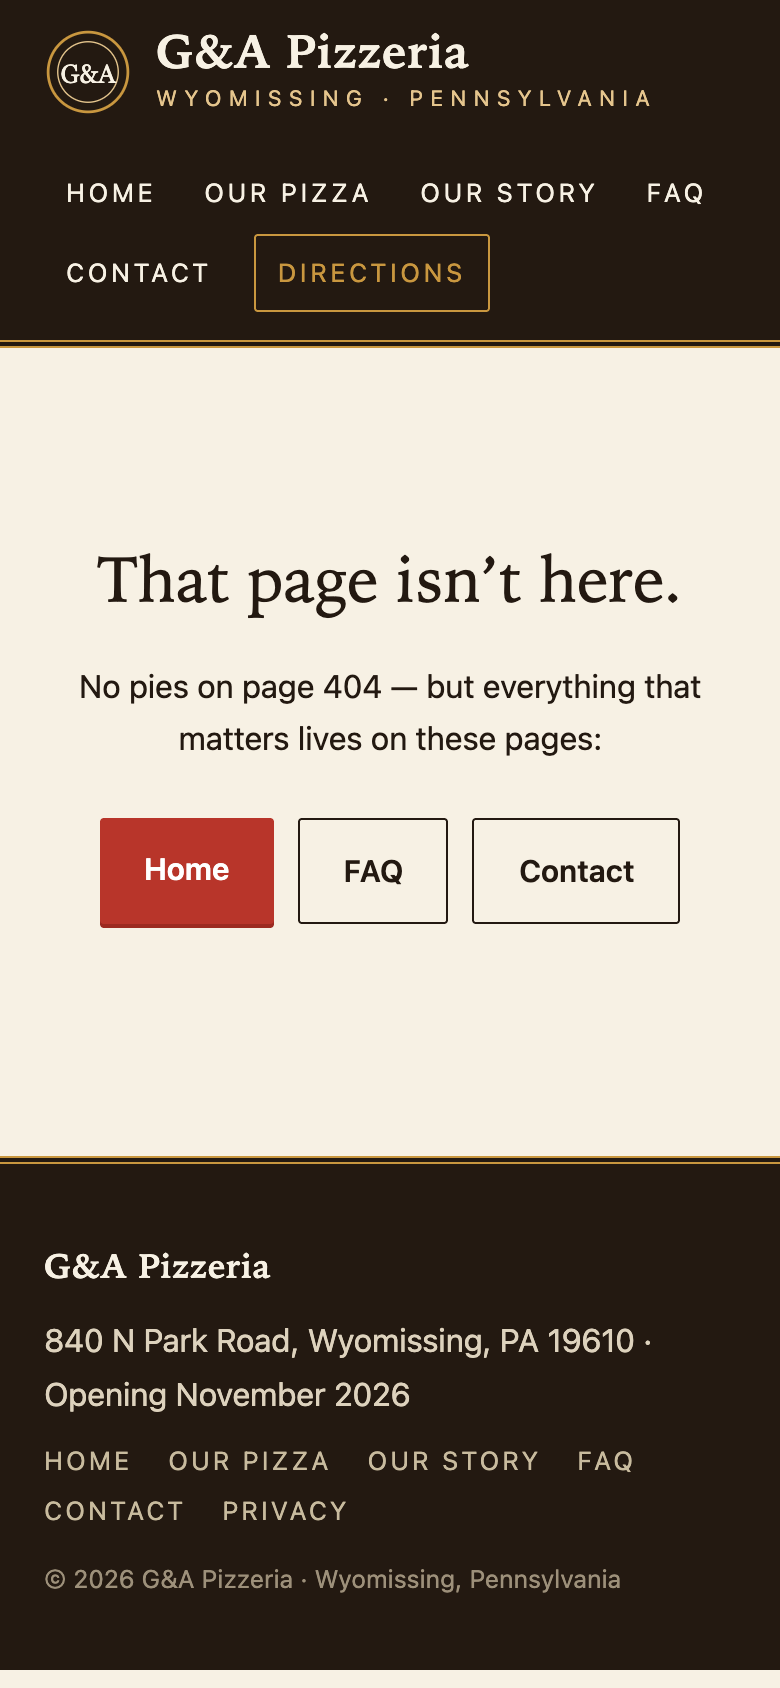 G&A
G&A Pizzeria
WYOMISSING · PENNSYLVANIA
HOME OUR PIZZA OUR STORY FAQ
CONTACT DIRECTIONS
That page isn’t here.
No pies on page 404 — but everything that
matters lives on these pages:
Home FAQ Contact
G&A Pizzeria
840 N Park Road, Wyomissing, PA 19610 ·
Opening November 2026
HOME OUR PIZZA OUR STORY FAQ
CONTACT PRIVACY
© 2026 G&A Pizzeria · Wyomissing, Pennsylvania